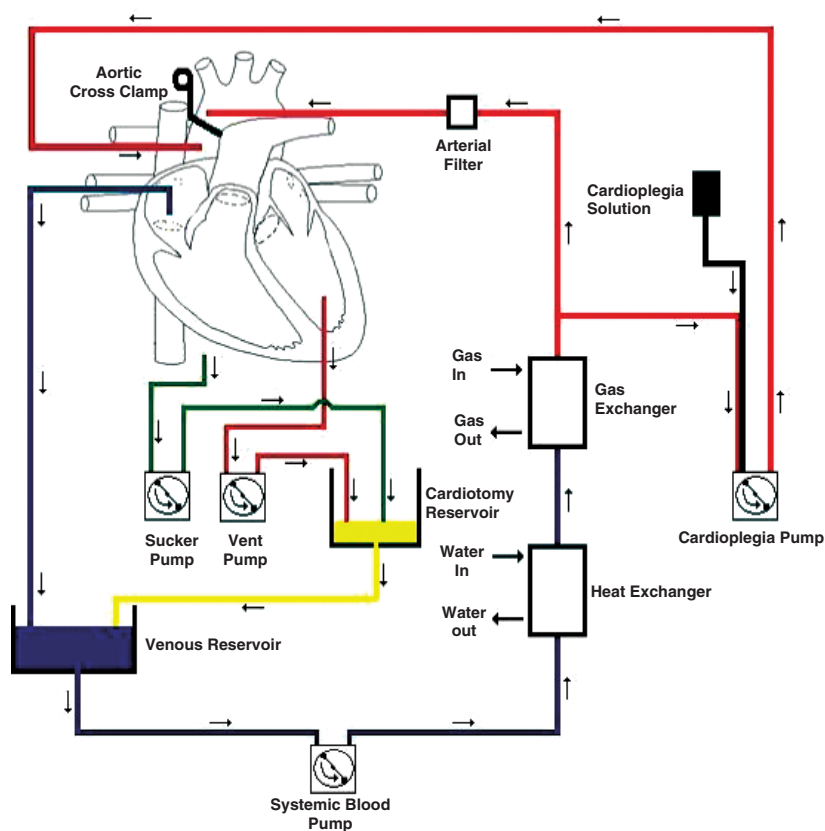 Aortic
Cross Clamp
Arterial
Filter
Cardioplegia
Solution
Gas
In
Gas
Exchanger
Gas
Out
Cardiotomy
Reservoir
Sucker
Pump
Vent
Pump
Cardioplegia Pump
Water
In
Heat Exchanger
Water
out
Venous Reservoir
Systemic Blood
Pump